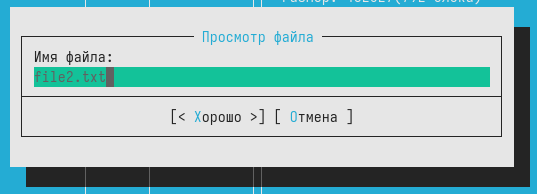 Просмотр файла
Имя файла:
file2.txt
[< Хорошо >] [ Отмена ]